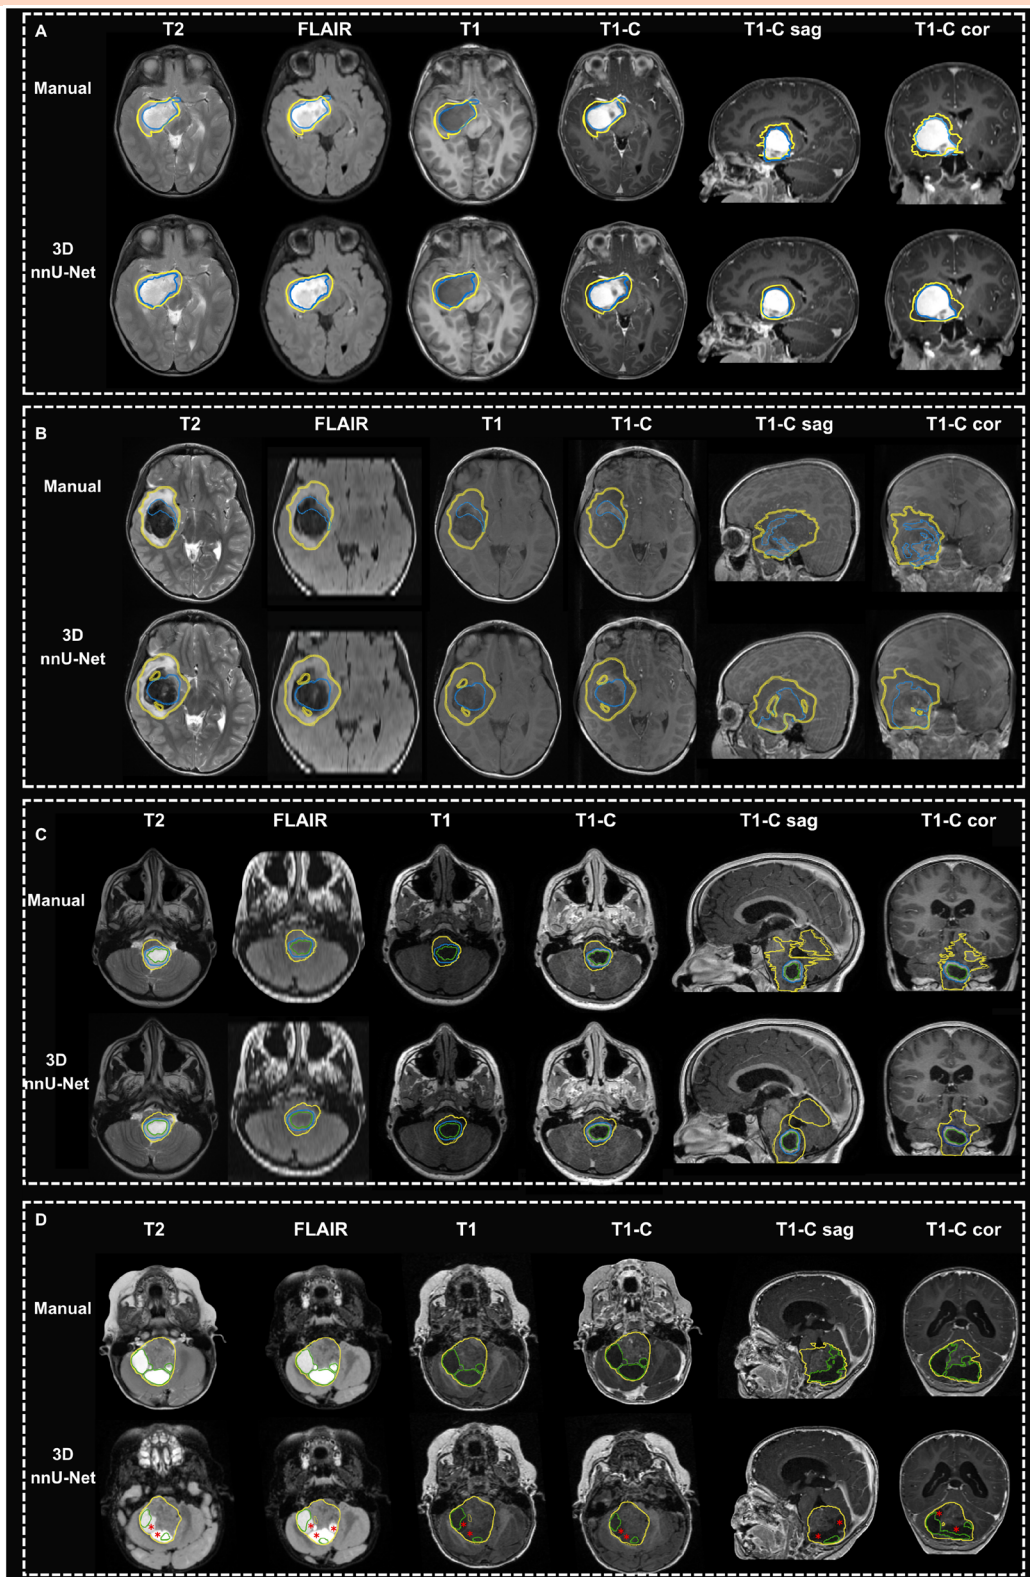 A
T2 FLAIR T1 T1-C T1-C sag T1-C cor
Manual
3D
nnU-Net
B
T2 FLAIR T1 T1-C T1-C sag T1-C cor
Manual
3D
nnU-Net
C
T2 FLAIR T1 T1-C T1-C sag T1-C cor
Manual
3D
nnU-Net
D
T2 FLAIR T1 T1-C T1-C sag T1-C cor
Manual
3D
nnU-Net